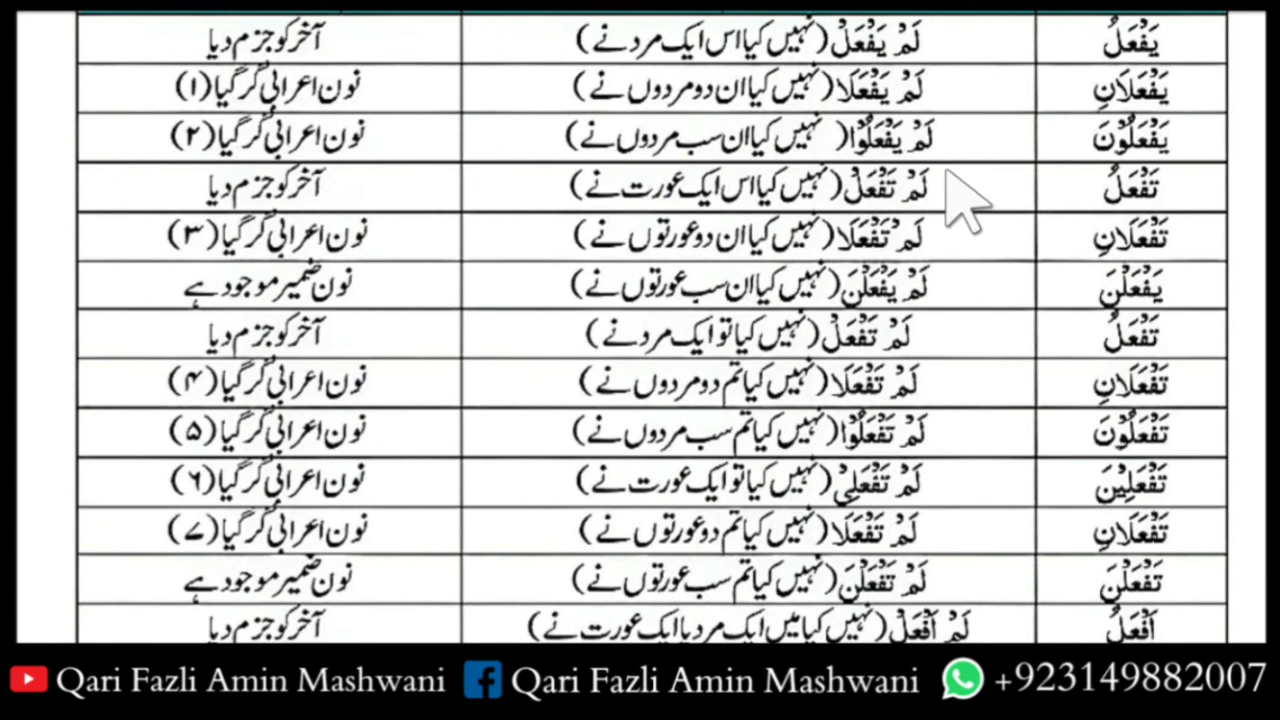 يَفْعَلُ لَمْ يَفْعَلْ (نہیں کیا اس ایک مرد نے) آخر کو جزم دیا
يَفْعَلَانِ لَمْ يَفْعَلَا (نہیں کیا ان دو مردوں نے) نون اعرابی گر گیا (۱)
يَفْعَلُوْنَ لَمْ يَفْعَلُوْا (نہیں کیا ان سب مردوں نے) نون اعرابی گر گیا (۲)
تَفْعَلُ لَمْ تَفْعَلْ (نہیں کیا اس ایک عورت نے) آخر کو جزم دیا
تَفْعَلَانِ لَمْ تَفْعَلَا (نہیں کیا ان دو عورتوں نے) نون اعرابی گر گیا (۳)
يَفْعَلْنَ لَمْ يَفْعَلْنَ (نہیں کیا ان سب عورتوں نے) نون ضمیر موجود ہے
تَفْعَلُ لَمْ تَفْعَلْ (نہیں کیا تو ایک مرد نے) آخر کو جزم دیا
تَفْعَلَانِ لَمْ تَفْعَلَا (نہیں کیا تم دو مردوں نے) نون اعرابی گر گیا (۴)
تَفْعَلُوْنَ لَمْ تَفْعَلُوْا (نہیں کیا تم سب مردوں نے) نون اعرابی گر گیا (۵)
تَفْعَلِيْنَ لَمْ تَفْعَلِيْ (نہیں کیا تو ایک عورت نے) نون اعرابی گر گیا (۶)
تَفْعَلَانِ لَمْ تَفْعَلَا (نہیں کیا تم دو عورتوں نے) نون اعرابی گر گیا (۷)
تَفْعَلْنَ لَمْ تَفْعَلْنَ (نہیں کیا تم سب عورتوں نے) نون ضمیر موجود ہے
اَفْعَلُ لَمْ اَفْعَلْ (نہیں کیا میں ایک مرد یا ایک عورت نے) آخر کو جزم دیا
Qari Fazli Amin Mashwani Qari Fazli Amin Mashwani +923149882007